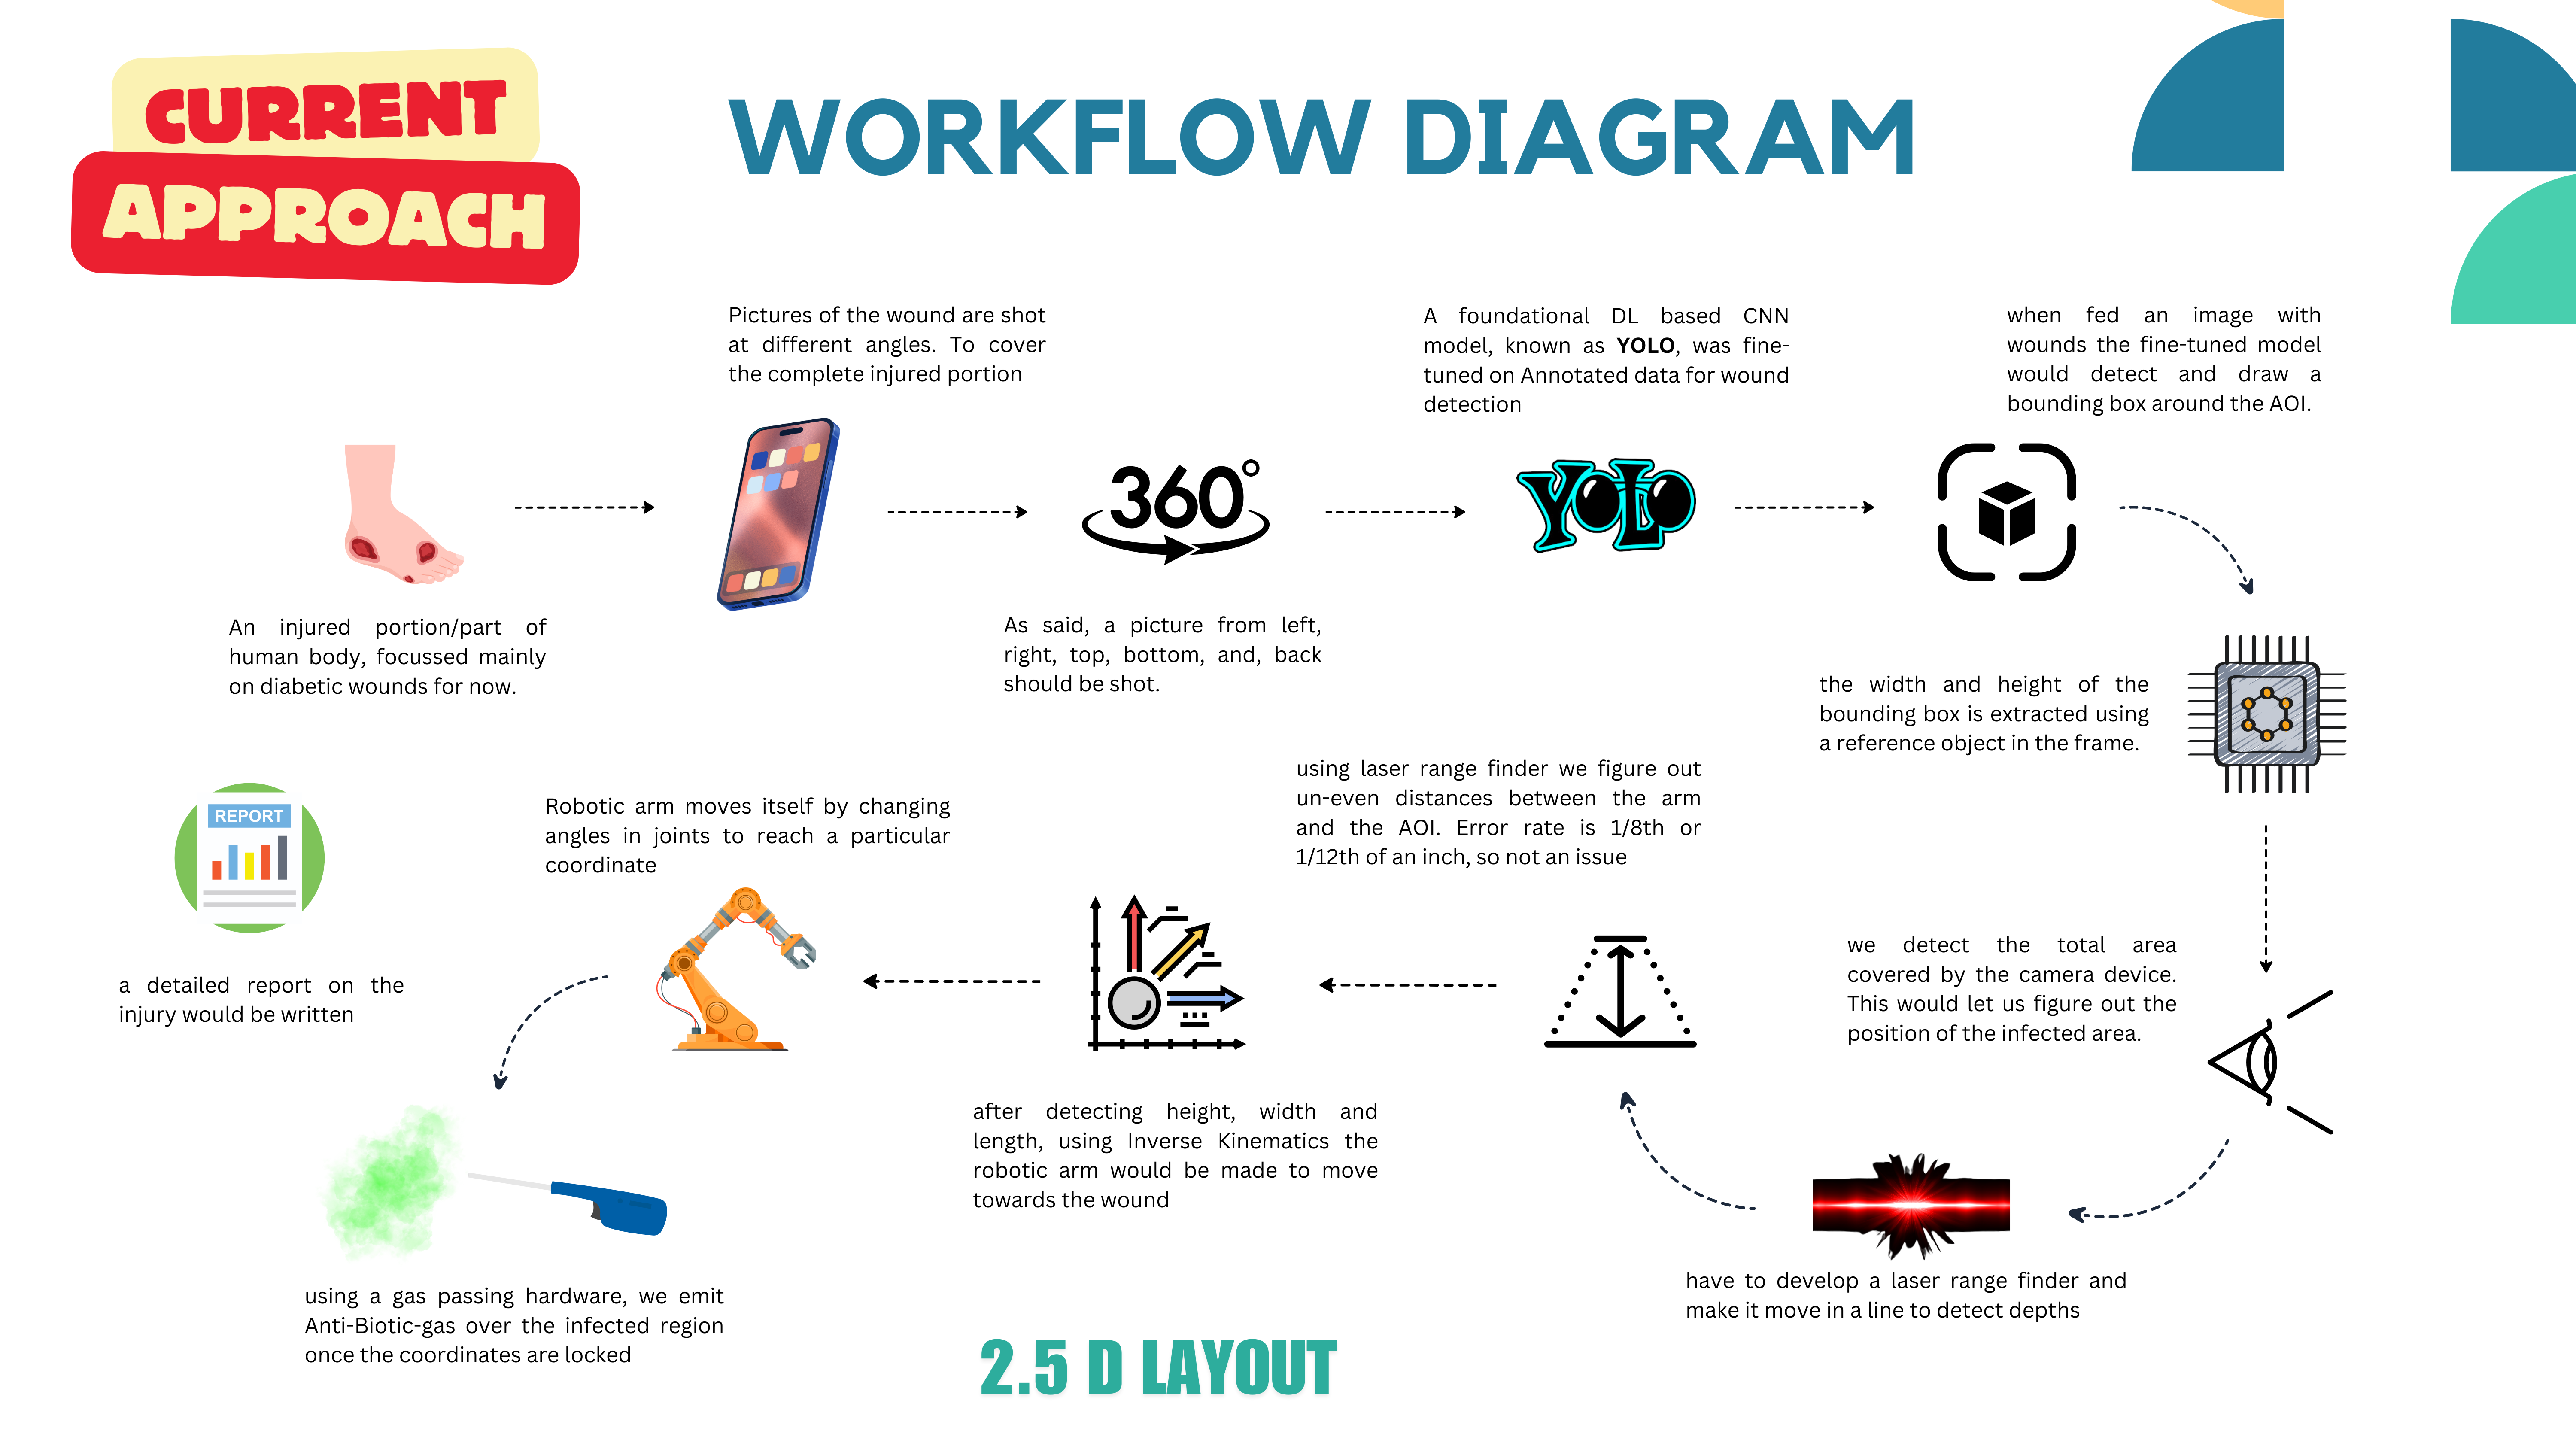 CURRENT
APPROACH
WORKFLOW DIAGRAM
Pictures of the wound are shot
at different angles. To cover
the complete injured portion
A foundational DL based CNN
model, known as YOLO, was fine-
tuned on Annotated data for wound
detection
when fed an image with
wounds the fine-tuned model
would detect and draw a
bounding box around the AOI.
360°
YOLO
An injured portion/part of
human body, focussed mainly
on diabetic wounds for now.
As said, a picture from left,
right, top, bottom, and, back
should be shot.
the width and height of the
bounding box is extracted using
a reference object in the frame.
REPORT
a detailed report on the
injury would be written
Robotic arm moves itself by changing
angles in joints to reach a particular
coordinate
using laser range finder we figure out
un-even distances between the arm
and the AOI. Error rate is 1/8th or
1/12th of an inch, so not an issue
we detect the total area
covered by the camera device.
This would let us figure out the
position of the infected area.
after detecting height, width and
length, using Inverse Kinematics the
robotic arm would be made to move
towards the wound
have to develop a laser range finder and
make it move in a line to detect depths
using a gas passing hardware, we emit
Anti-Biotic-gas over the infected region
once the coordinates are locked
2.5 D LAYOUT